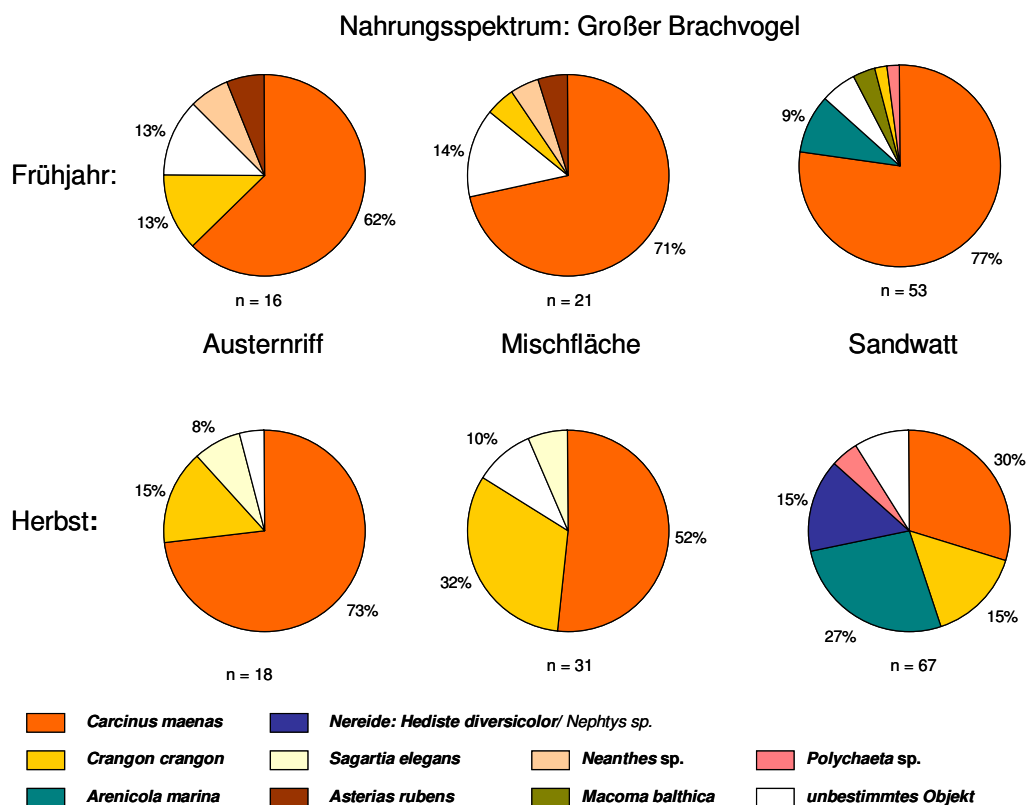 Nahrungsspektrum: Großer Brachvogel
Frühjahr:
13%
13%
62%
n = 16
14%
71%
n = 21
9%
77%
n = 53
Austernriff
Mischfläche
Sandwatt
Herbst:
8%
15%
73%
n = 18
10%
32%
52%
n = 31
30%
15%
15%
27%
n = 67
Carcinus maenas
Nereide: Hediste diversicolor/ Nephtys sp.
Crangon crangon
Sagartia elegans
Neanthes sp.
Polychaeta sp.
Arenicola marina
Asterias rubens
Macoma balthica
unbestimmtes Objekt